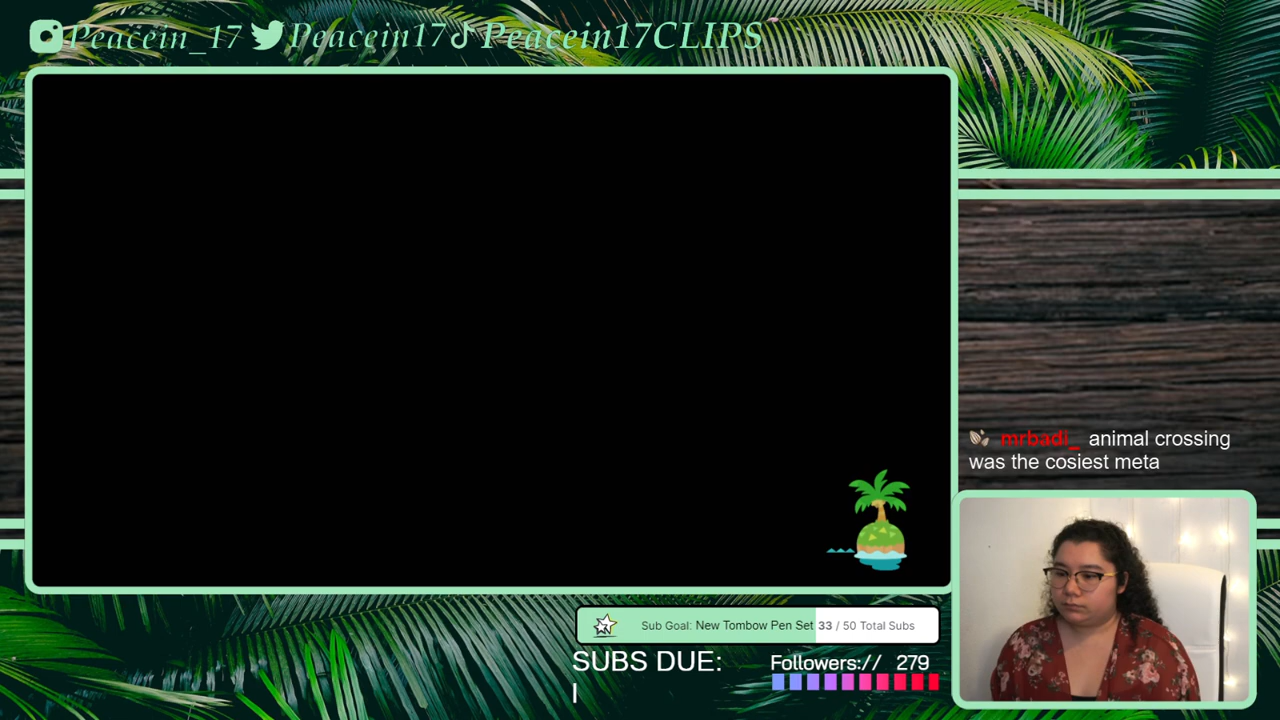 Peacein_17 Peacein17 Peacein17CLIPS
mrbadl_ animal crossing
was the cosiest meta
Sub Goal: New Tombow Pen Set 33 / 50 Total Subs
SUBS DUE:
I
Followers:// 279